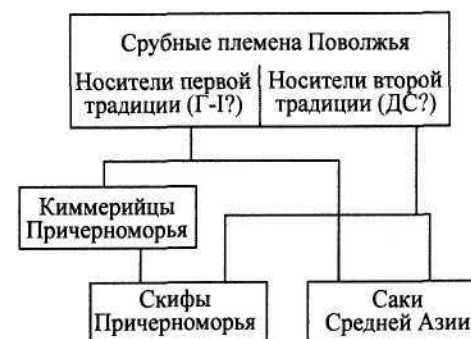 Срубные племена Поволжья
Носители первой
традиции (Г-I?)
Носители второй
традиции (ДС?)
Киммерийцы
Причерноморья
Скифы
Причерноморья
Саки
Средней Азии